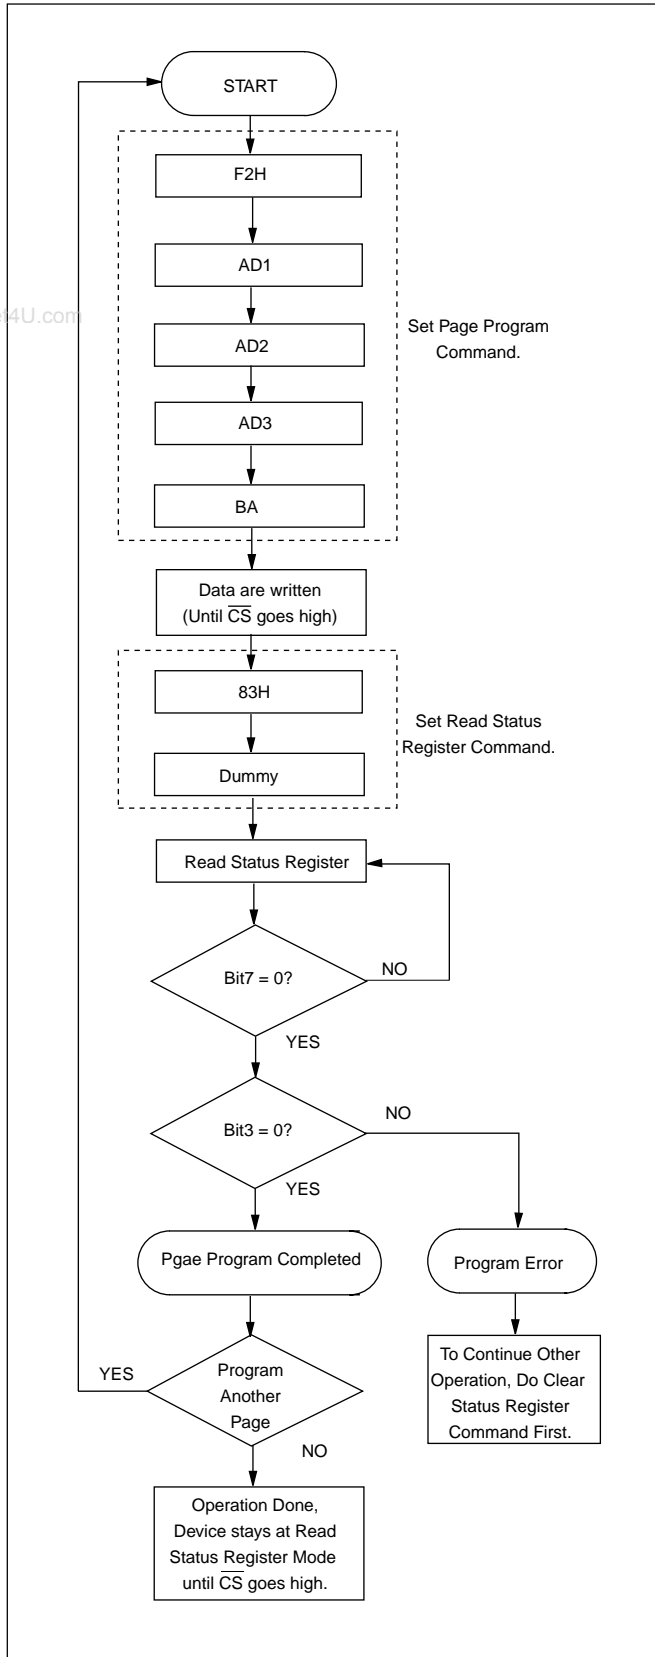 START
F2H
AD1
et4U.com
AD2
Set Page Program
Command.
AD3
BA
Data are written
(Until C̅S̅ goes high)
83H
Set Read Status
Register Command.
Dummy
Read Status Register
Bit7 = 0?
NO
YES
Bit3 = 0?
NO
YES
Pgae Program Completed
Program Error
YES
Program
Another
Page
NO
To Continue Other
Operation, Do Clear
Status Register
Command First.
Operation Done,
Device stays at Read
Status Register Mode
until C̅S̅ goes high.